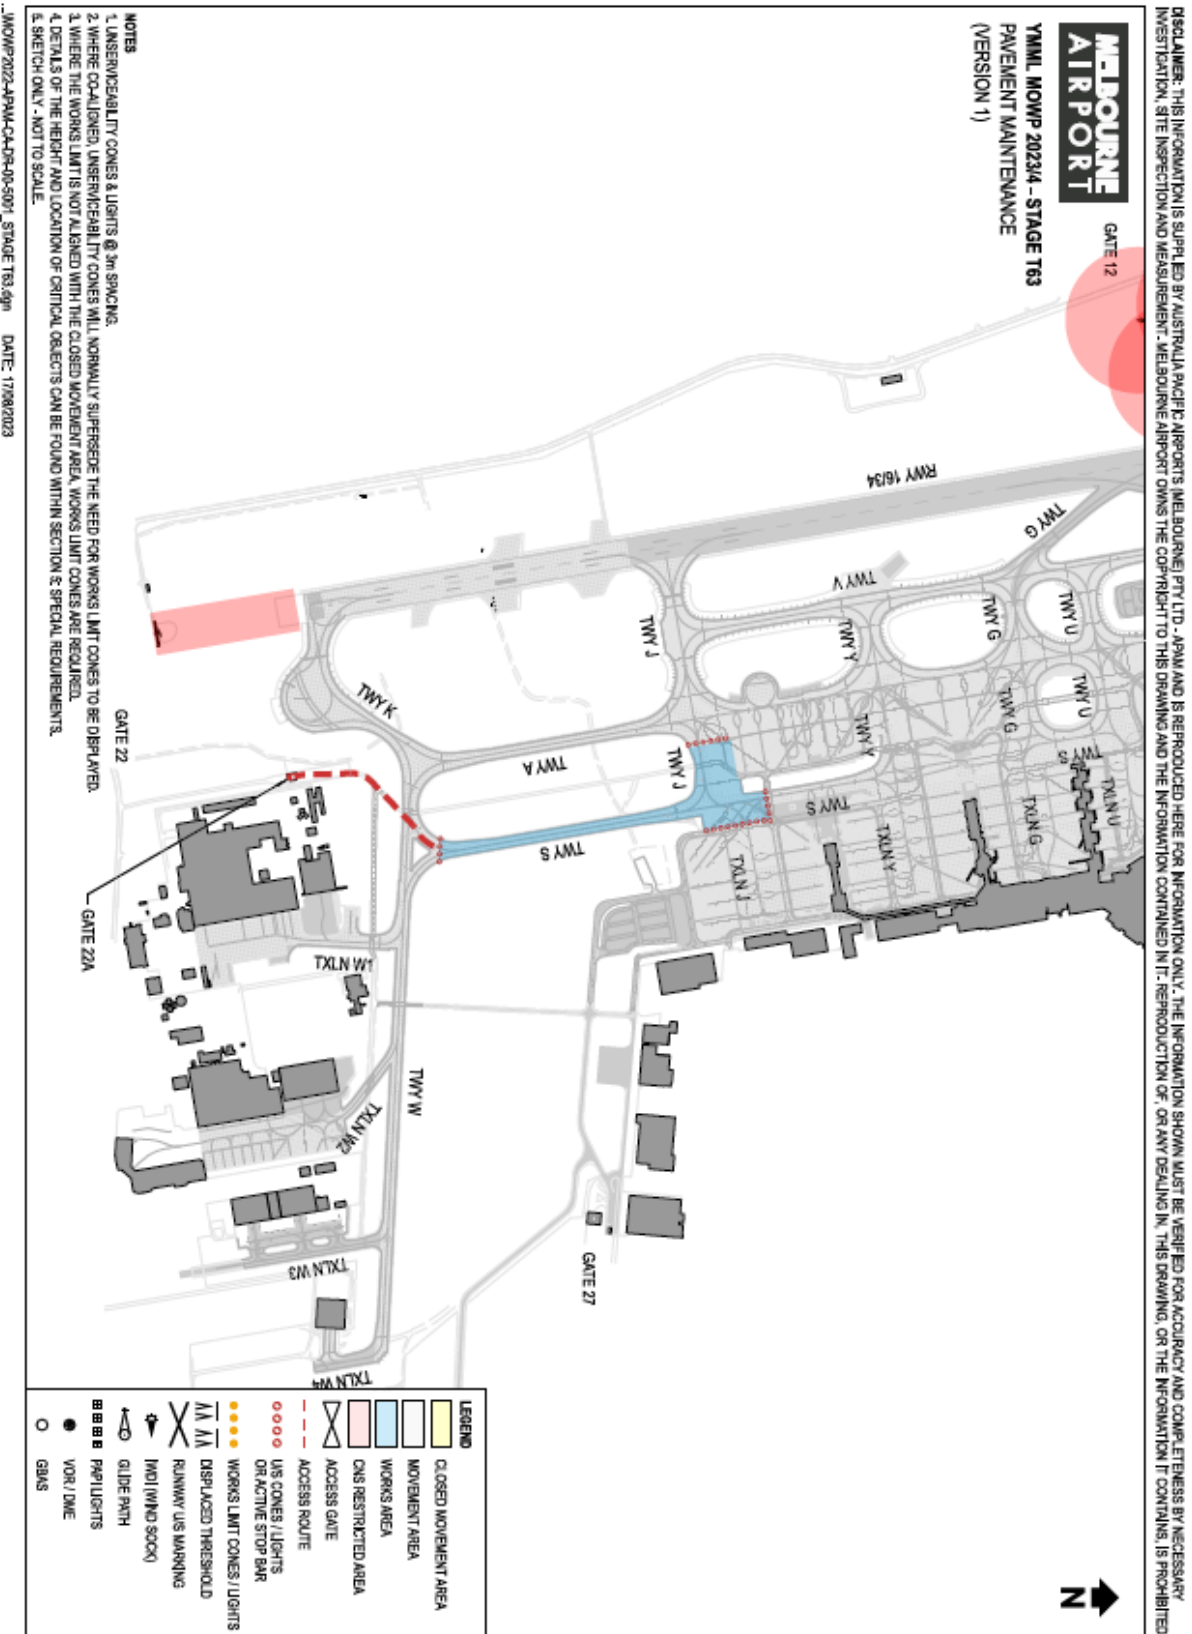 DISCLAIMER: THIS INFORMATION IS SUPPLIED BY AUSTRALIA PACIFIC AIRPORTS (MELBOURNE) PTY LTD - APAM AND IS REPRODUCED HERE FOR INFORMATION ONLY. THE INFORMATION SHOWN MUST BE VERIFIED FOR ACCURACY AND COMPLETENESS BY NECESSARY
INVESTIGATION, SITE INSPECTION AND MEASUREMENT. MELBOURNE AIRPORT OWNS THE COPYRIGHT TO THIS DRAWING AND THE INFORMATION CONTAINED IN IT. REPRODUCTION OF, OR ANY DEALING IN, THIS DRAWING, OR THE INFORMATION IT CONTAINS, IS PROHIBITED
MELBOURNE
AIRPORT
GATE 12
YMML MOWP 2023/4 - STAGE T63
PAVEMENT MAINTENANCE
(VERSION 1)
N
RWY 16/34
TWY G
TWY V
TWY U
TWY G
TWY J
TWY Y
TWY U
TWY G
TWY K
TWY Y
TWY S
TWY A
TWY J
TWY S
TXLN U
TXLN G
TXLN Y
TXLN J
TWY S
GATE 22
GATE 22A
TXLN W1
TWY W
TXLN W2
GATE 27
TXLN W3
TXLN W4
NOTES
1. UNSERVICEABILITY CONES & LIGHTS @ 3m SPACING.
2. WHERE CO-ALIGNED, UNSERVICEABILITY CONES WILL NORMALLY SUPERSEDE THE NEED FOR WORKS LIMIT CONES TO BE DISPLAYED.
3. WHERE THE WORKS LIMIT IS NOT ALIGNED WITH THE CLOSED MOVEMENT AREA, WORKS LIMIT CONES ARE REQUIRED.
4. DETAILS OF THE HEIGHT AND LOCATION OF CRITICAL OBJECTS CAN BE FOUND WITHIN SECTION 5: SPECIAL REQUIREMENTS.
5. SKETCH ONLY - NOT TO SCALE.
LEGEND
CLOSED MOVEMENT AREA
MOVEMENT AREA
WORKS AREA
CNS RESTRICTED AREA
ACCESS GATE
ACCESS ROUTE
U/S CONES / LIGHTS
OR ACTIVE STOP BAR
WORKS LIMIT CONES / LIGHTS
DISPLACED THRESHOLD
RUNWAY U/S MARKING
IWDI (WIND SOCK)
GLIDE PATH
PAPI LIGHTS
VOR / DME
GBAS
...\MOWP2022-APAM-CA-DR-00-5001_STAGE T63.dgn DATE: 17/08/2023